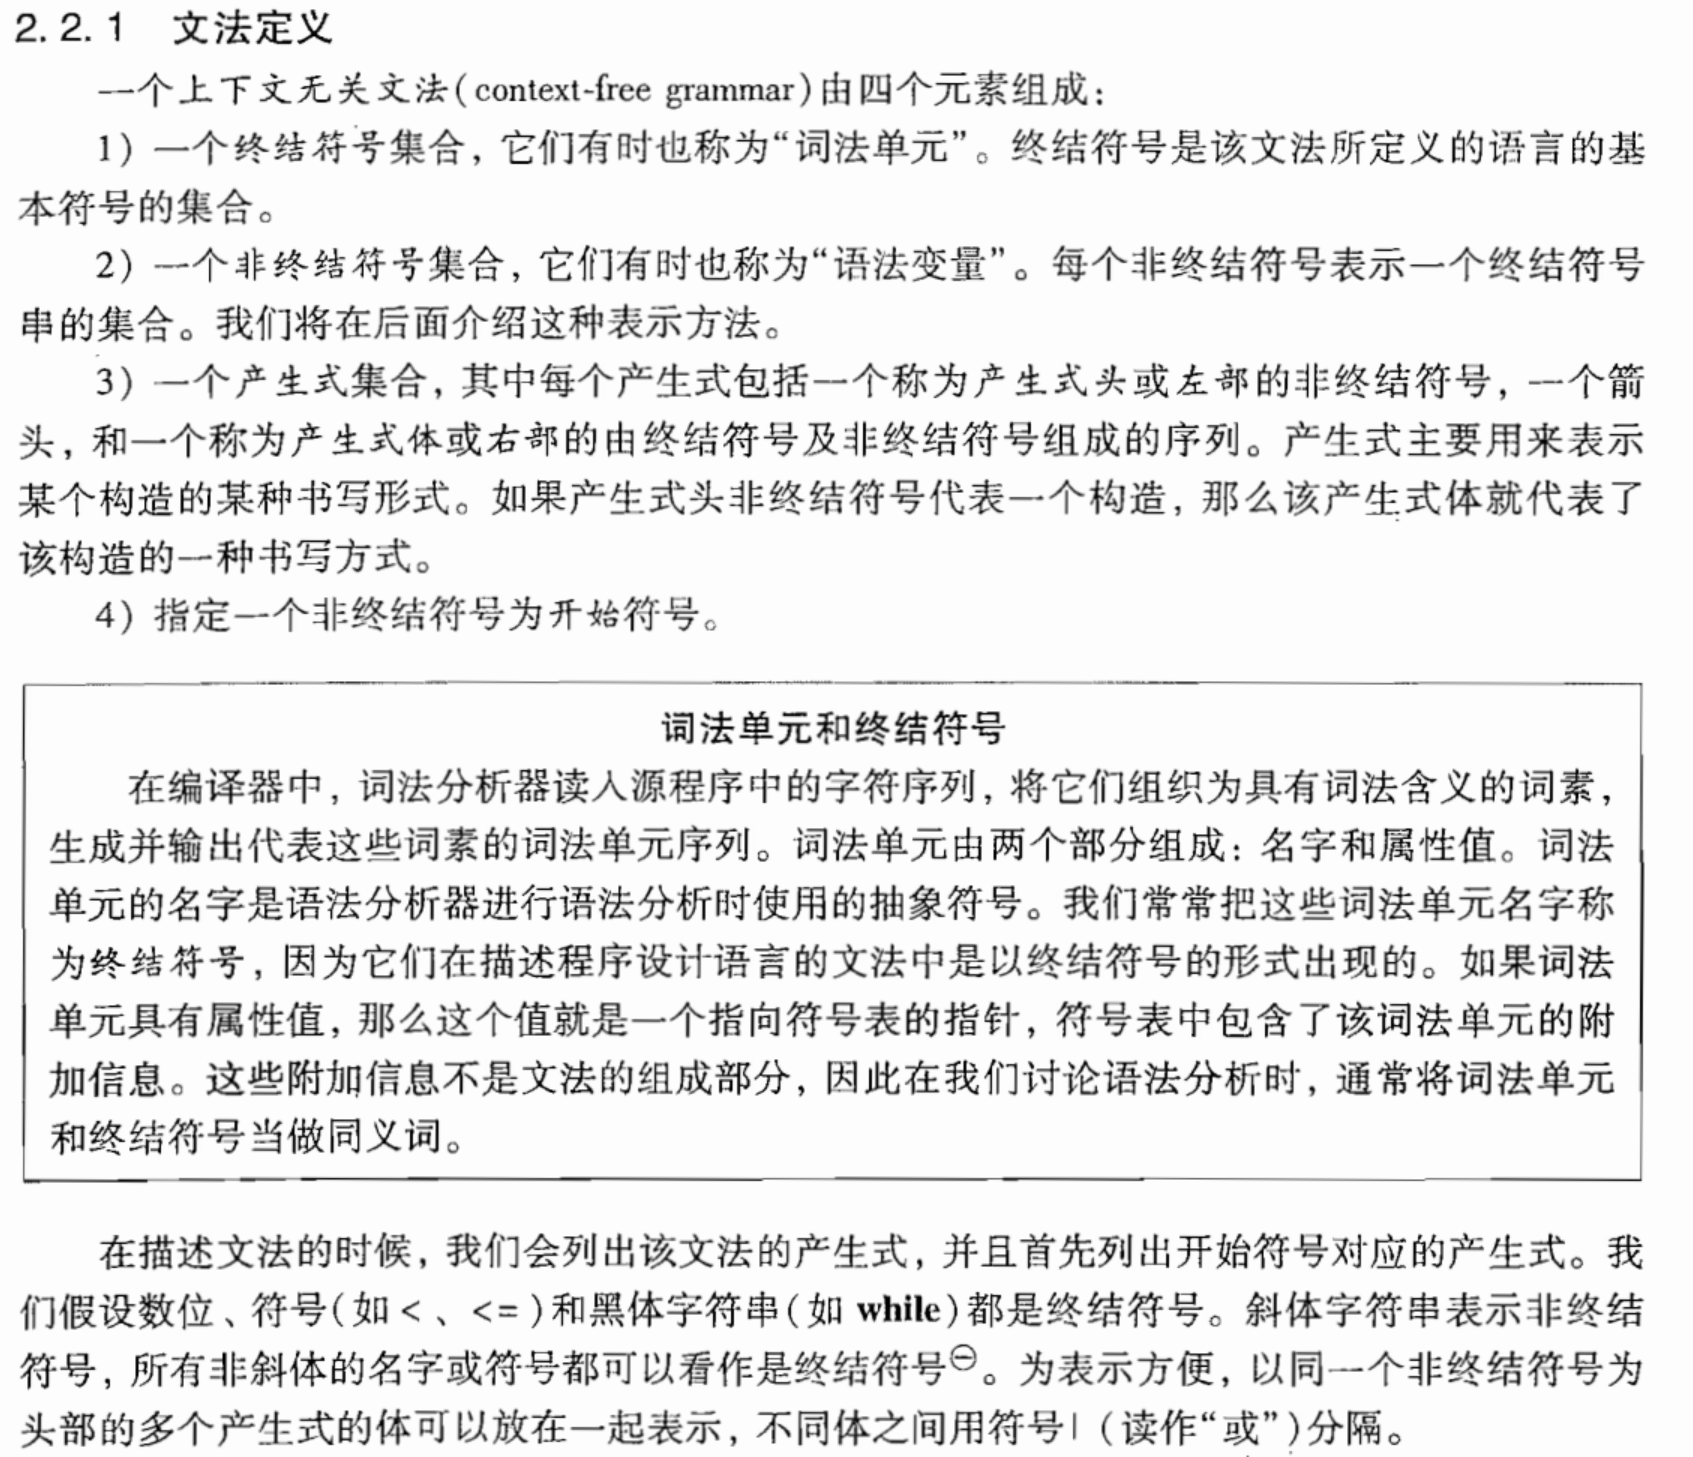 2.2.1 文法定义
一个上下文无关文法(context-free grammar)由四个元素组成：
1) 一个终结符号集合，它们有时也称为“词法单元”。终结符号是该文法所定义的语言的基
本符号的集合。
2) 一个非终结符号集合，它们有时也称为“语法变量”。每个非终结符号表示一个终结符号
串的集合。我们将在后面介绍这种表示方法。
3) 一个产生式集合，其中每个产生式包括一个称为产生式头或左部的非终结符号，一个箭
头，和一个称为产生式体或右部的由终结符号及非终结符号组成的序列。产生式主要用来表示
某个构造的某种书写形式。如果产生式头非终结符号代表一个构造，那么该产生式体就代表了
该构造的一种书写方式。
4) 指定一个非终结符号为开始符号。
词法单元和终结符号
在编译器中，词法分析器读入源程序中的字符序列，将它们组织为具有词法含义的词素，
生成并输出代表这些词素的词法单元序列。词法单元由两个部分组成：名字和属性值。词法
单元的名字是语法分析器进行语法分析时使用的抽象符号。我们常常把这些词法单元名字称
为终结符号，因为它们在描述程序设计语言的文法中是以终结符号的形式出现的。如果词法
单元具有属性值，那么这个值就是一个指向符号表的指针，符号表中包含了该词法单元的附
加信息。这些附加信息不是文法的组成部分，因此在我们讨论语法分析时，通常将词法单元
和终结符号当做同义词。
在描述文法的时候，我们会列出该文法的产生式，并且首先列出开始符号对应的产生式。我
们假设数位、符号(如 < 、 <= )和黑体字符串(如 while)都是终结符号。斜体字符串表示非终结
符号，所有非斜体的名字或符号都可以看作是终结符号⊖。为表示方便，以同一个非终结符号为
头部的多个产生式的体可以放在一起表示，不同体之间用符号| (读作“或”)分隔。